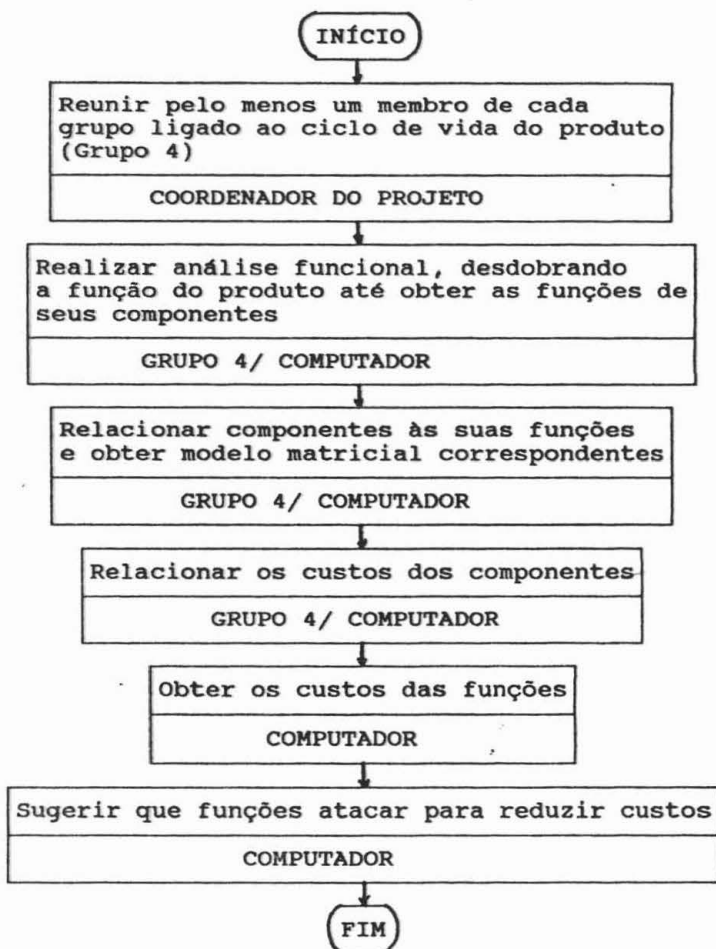 INÍCIO
Reunir pelo menos um membro de cada
grupo ligado ao ciclo de vida do produto
(Grupo 4)
COORDENADOR DO PROJETO
Realizar análise funcional, desdobrando
a função do produto até obter as funções de
seus componentes
GRUPO 4/ COMPUTADOR
Relacionar componentes às suas funções
e obter modelo matricial correspondentes
GRUPO 4/ COMPUTADOR
Relacionar os custos dos componentes
GRUPO 4/ COMPUTADOR
Obter os custos das funções
COMPUTADOR
Sugerir que funções atacar para reduzir custos
COMPUTADOR
FIM